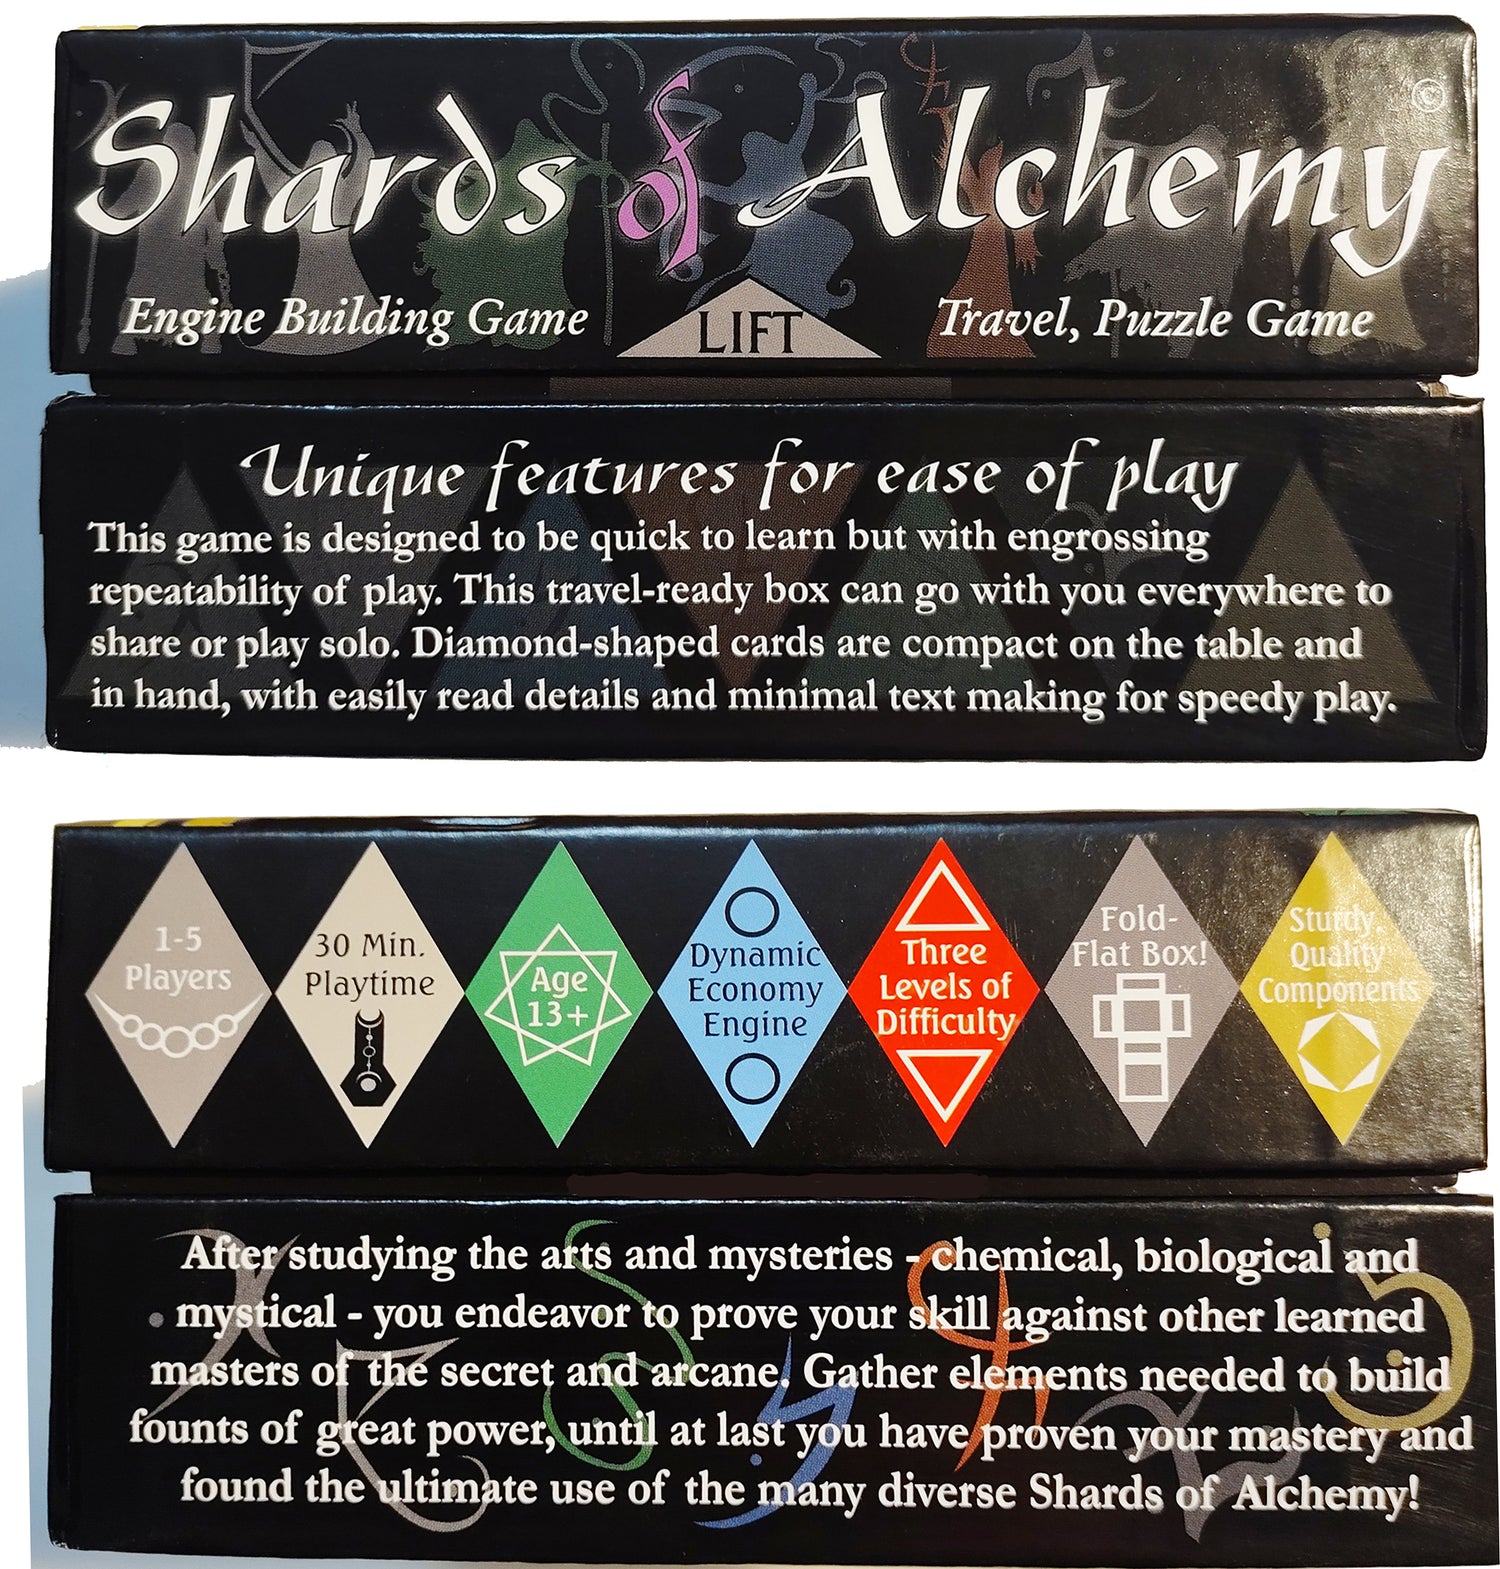 Shards of Alchemy ©
Engine Building Game
LIFT
Travel, Puzzle Game
Unique features for ease of play
This game is designed to be quick to learn but with engrossing
repeatability of play. This travel-ready box can go with you everywhere to
share or play solo. Diamond-shaped cards are compact on the table and
in hand, with easily read details and minimal text making for speedy play.
1-5
Players
30 Min.
Playtime
Age
13+
Dynamic
Economy
Engine
Three
Levels of
Difficulty
Fold-
Flat Box!
Sturdy,
Quality
Components
After studying the arts and mysteries - chemical, biological and
mystical - you endeavor to prove your skill against other learned
masters of the secret and arcane. Gather elements needed to build
founts of great power, until at last you have proven your mastery and
found the ultimate use of the many diverse Shards of Alchemy!